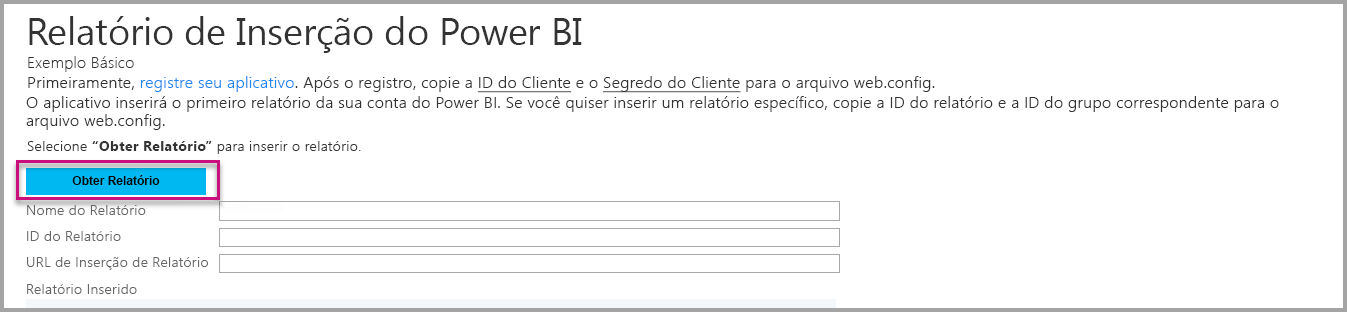 Relatório de Inserção do Power BI
Exemplo Básico
Primeiramente, registre seu aplicativo. Após o registro, copie a ID do Cliente e o Segredo do Cliente para o arquivo web.config.
O aplicativo inserirá o primeiro relatório da sua conta do Power BI. Se você quiser inserir um relatório específico, copie a ID do relatório e a ID do grupo correspondente para o
arquivo web.config.
Selecione “Obter Relatório” para inserir o relatório.
Obter Relatório
Nome do Relatório
ID do Relatório
URL de Inserção de Relatório
Relatório Inserido